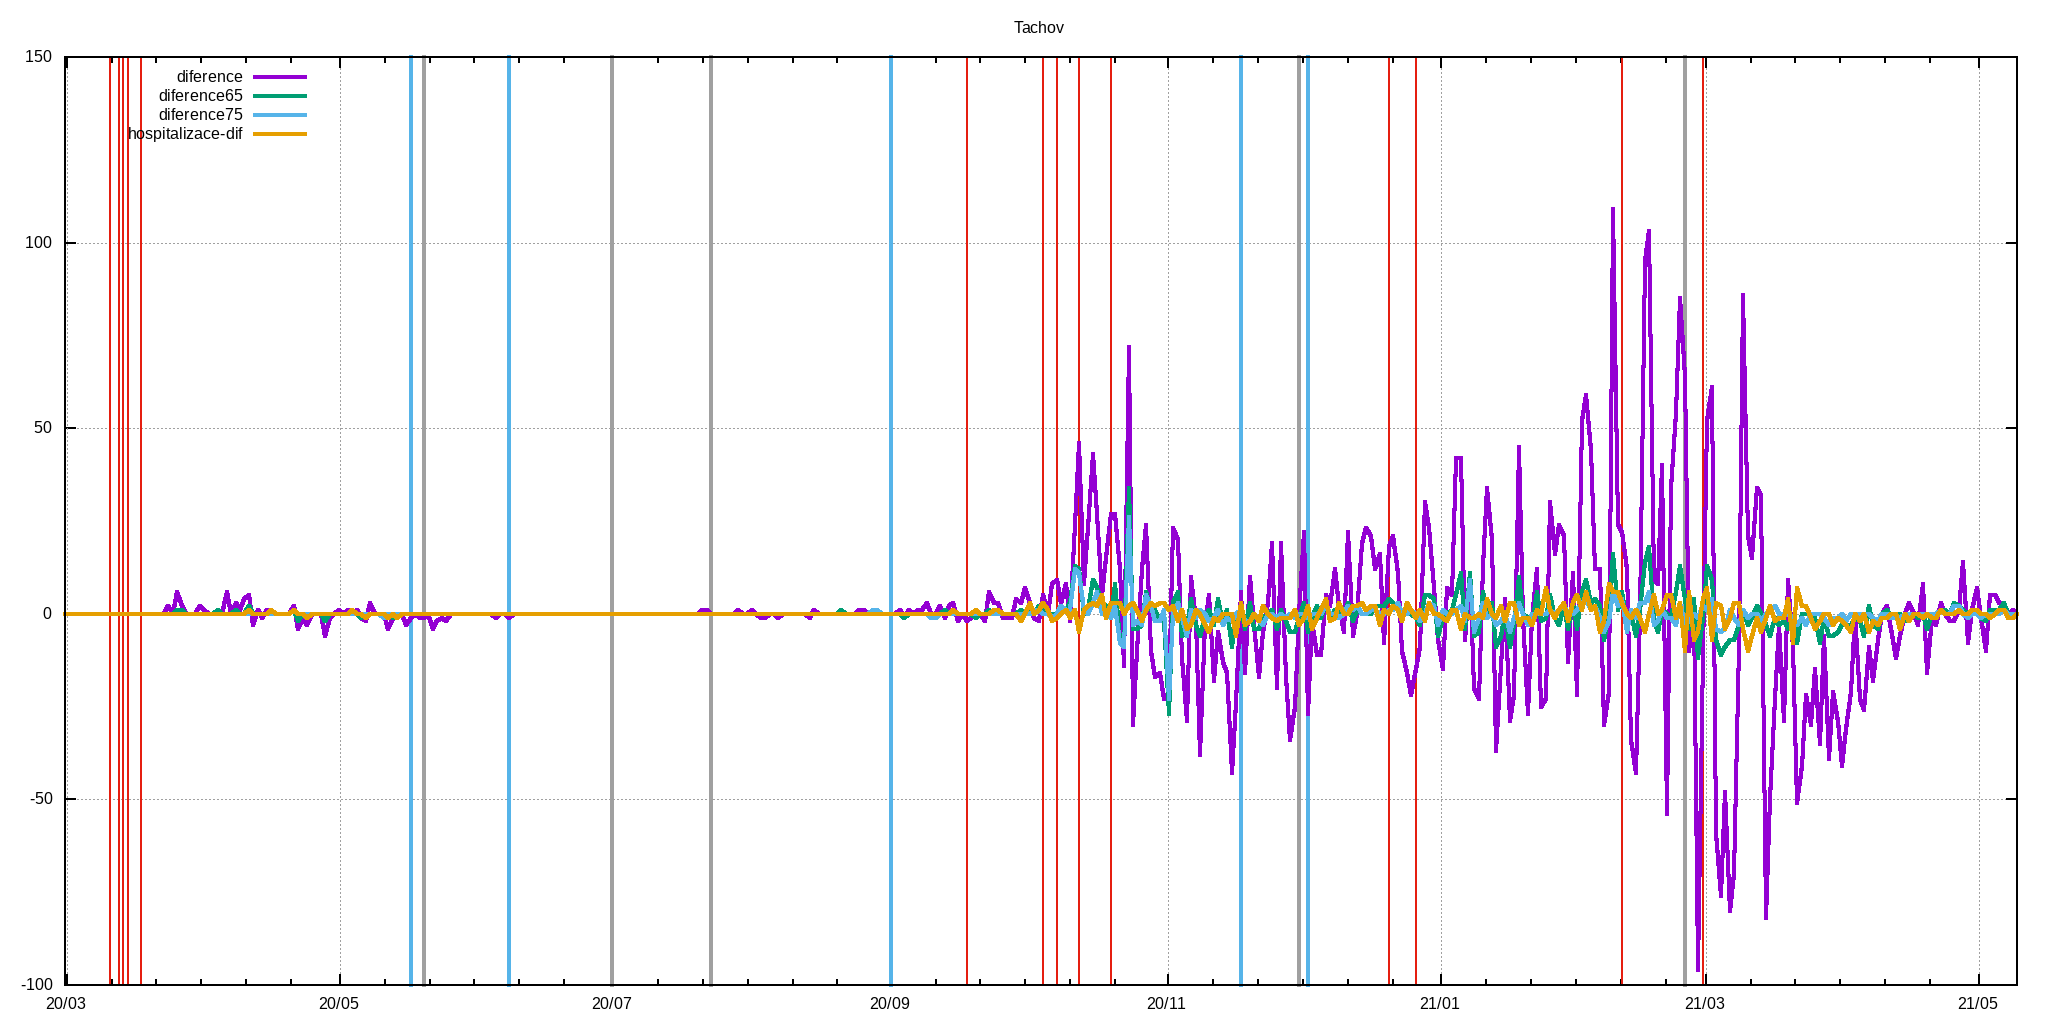 Tachov
150
100
50
0
-50
-100
diference
diference65
diference75
hospitalizace-dif
20/03 20/05 20/07 20/09 20/11 21/01 21/03 21/05